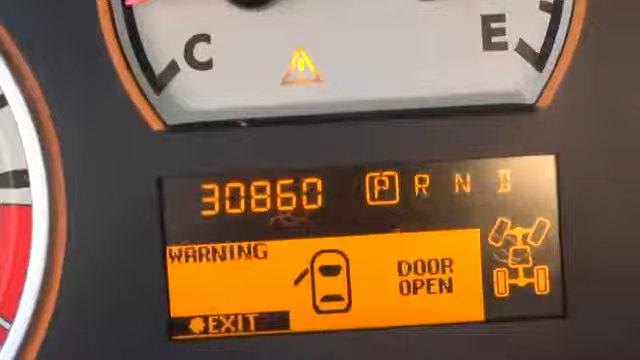 C E
30860 P R N D
WARNING
DOOR
OPEN
EXIT